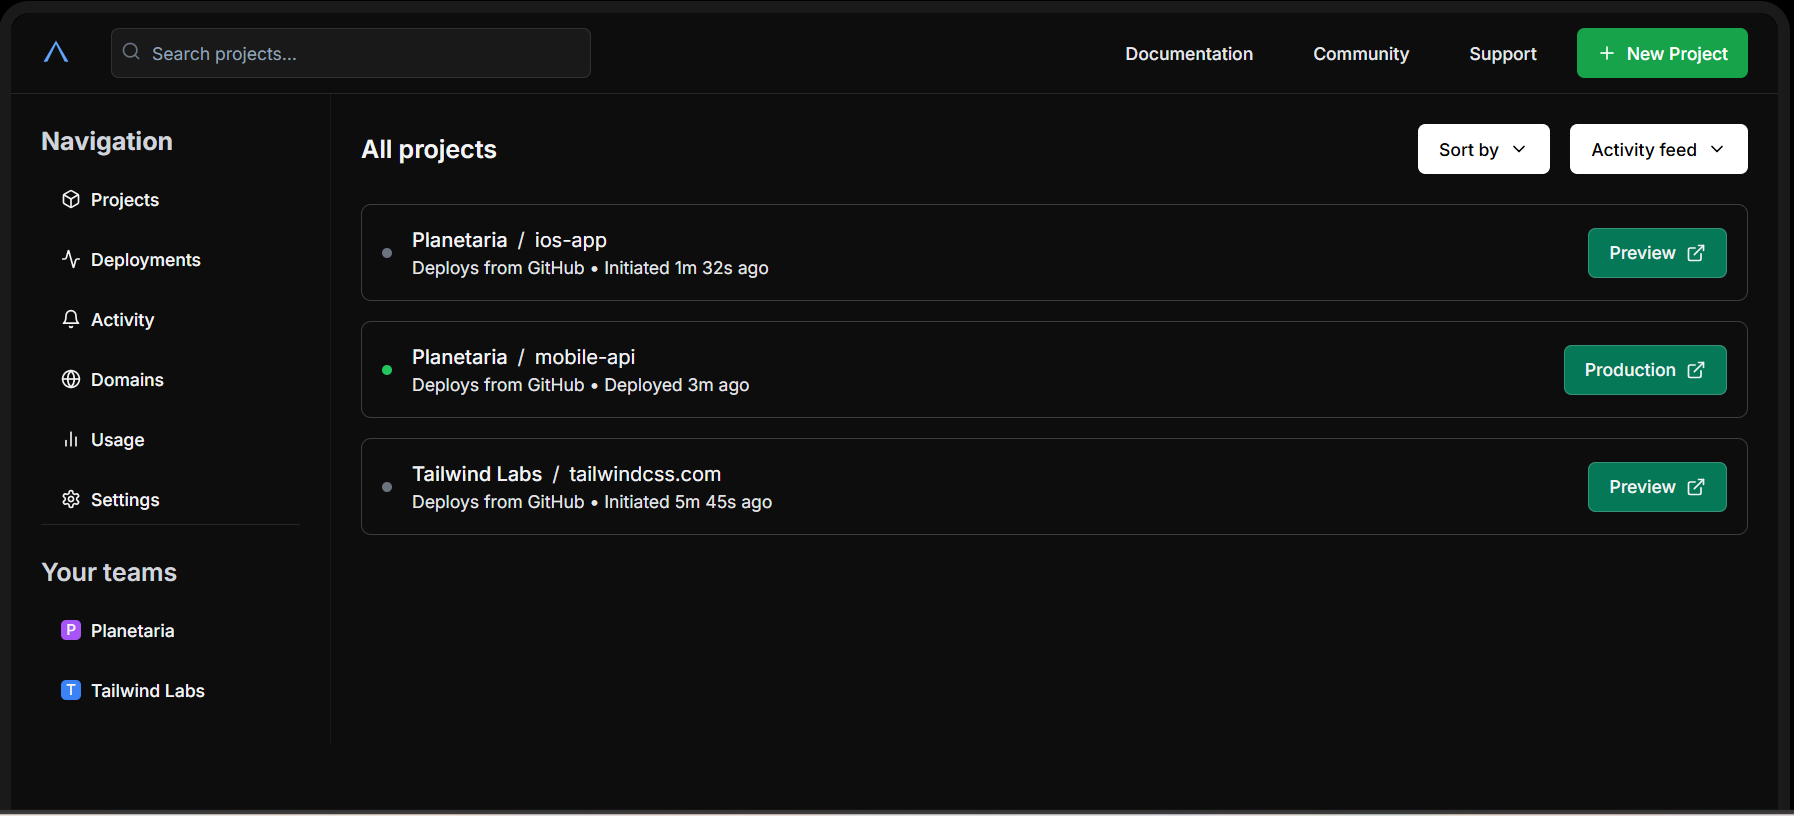 Search projects...
Documentation
Community
Support
New Project
Navigation
Projects
Deployments
Activity
Domains
Usage
Settings
Your teams
P Planetaria
T Tailwind Labs
All projects
Sort by
Activity feed
Planetaria / ios-app
Deploys from GitHub • Initiated 1m 32s ago
Preview
Planetaria / mobile-api
Deploys from GitHub • Deployed 3m ago
Production
Tailwind Labs / tailwindcss.com
Deploys from GitHub • Initiated 5m 45s ago
Preview